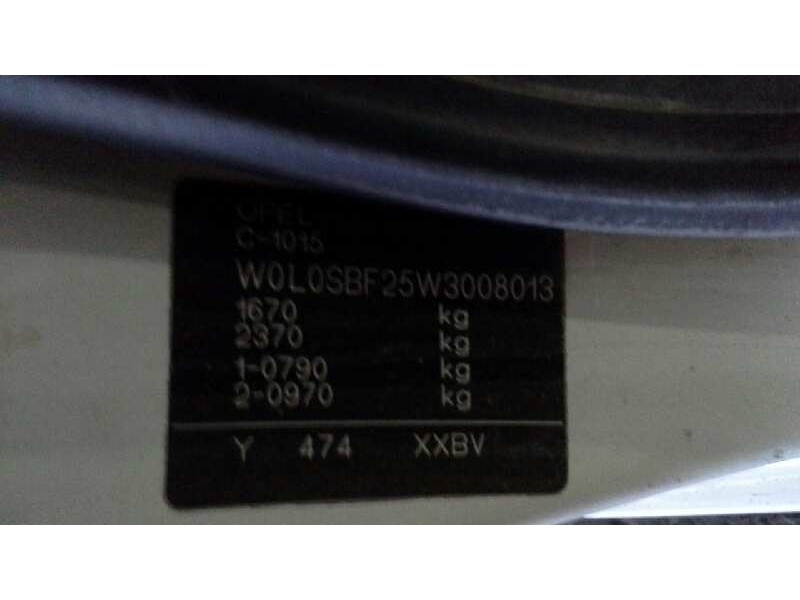 OPEL
C-1015
W0L0SBF25W3008013
1670 kg
2370 kg
1-0790 kg
2-0970 kg
Y 474 XXBV